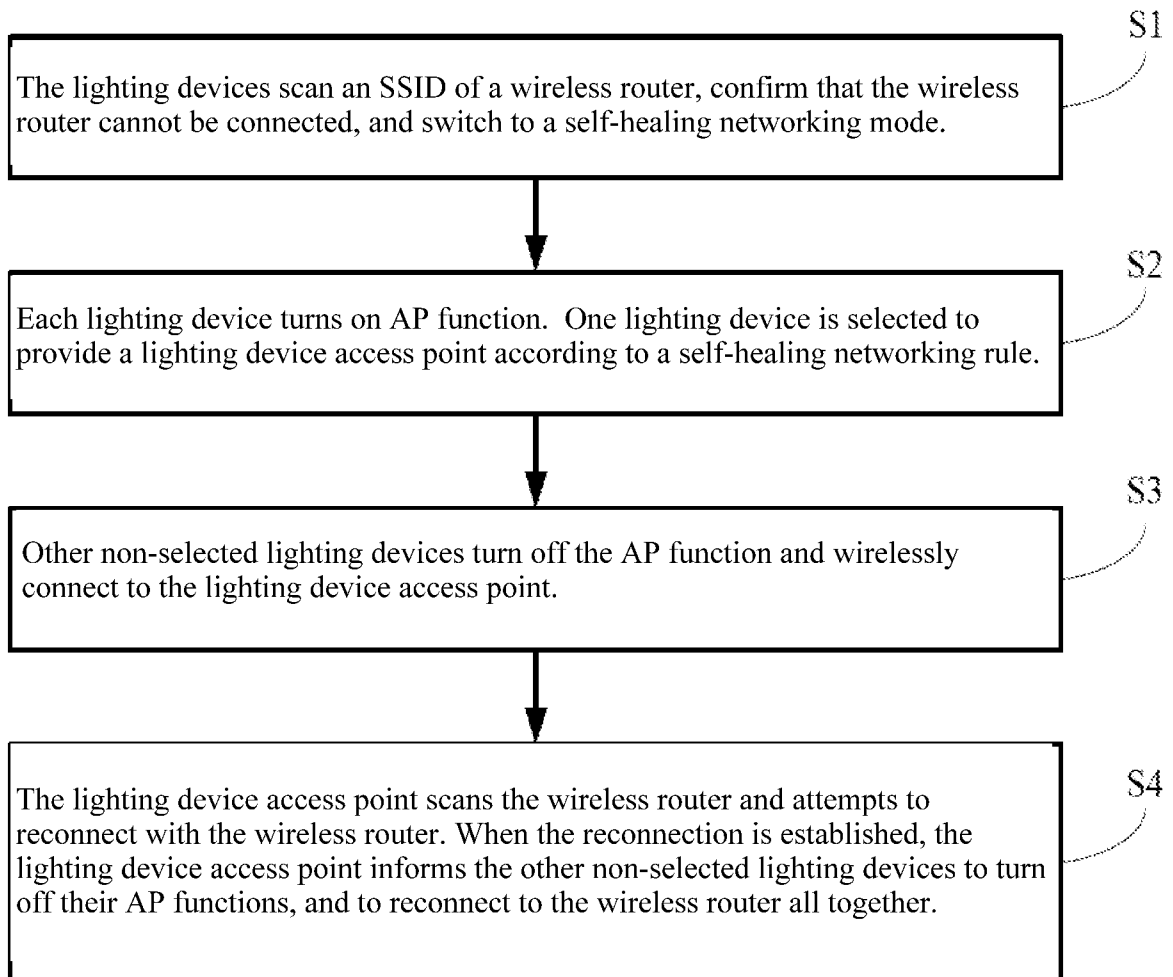 S1
The lighting devices scan an SSID of a wireless router, confirm that the wireless
router cannot be connected, and switch to a self-healing networking mode.
S2
Each lighting device turns on AP function.  One lighting device is selected to
provide a lighting device access point according to a self-healing networking rule.
S3
Other non-selected lighting devices turn off the AP function and wirelessly
connect to the lighting device access point.
S4
The lighting device access point scans the wireless router and attempts to
reconnect with the wireless router. When the reconnection is established, the
lighting device access point informs the other non-selected lighting devices to turn
off their AP functions, and to reconnect to the wireless router all together.